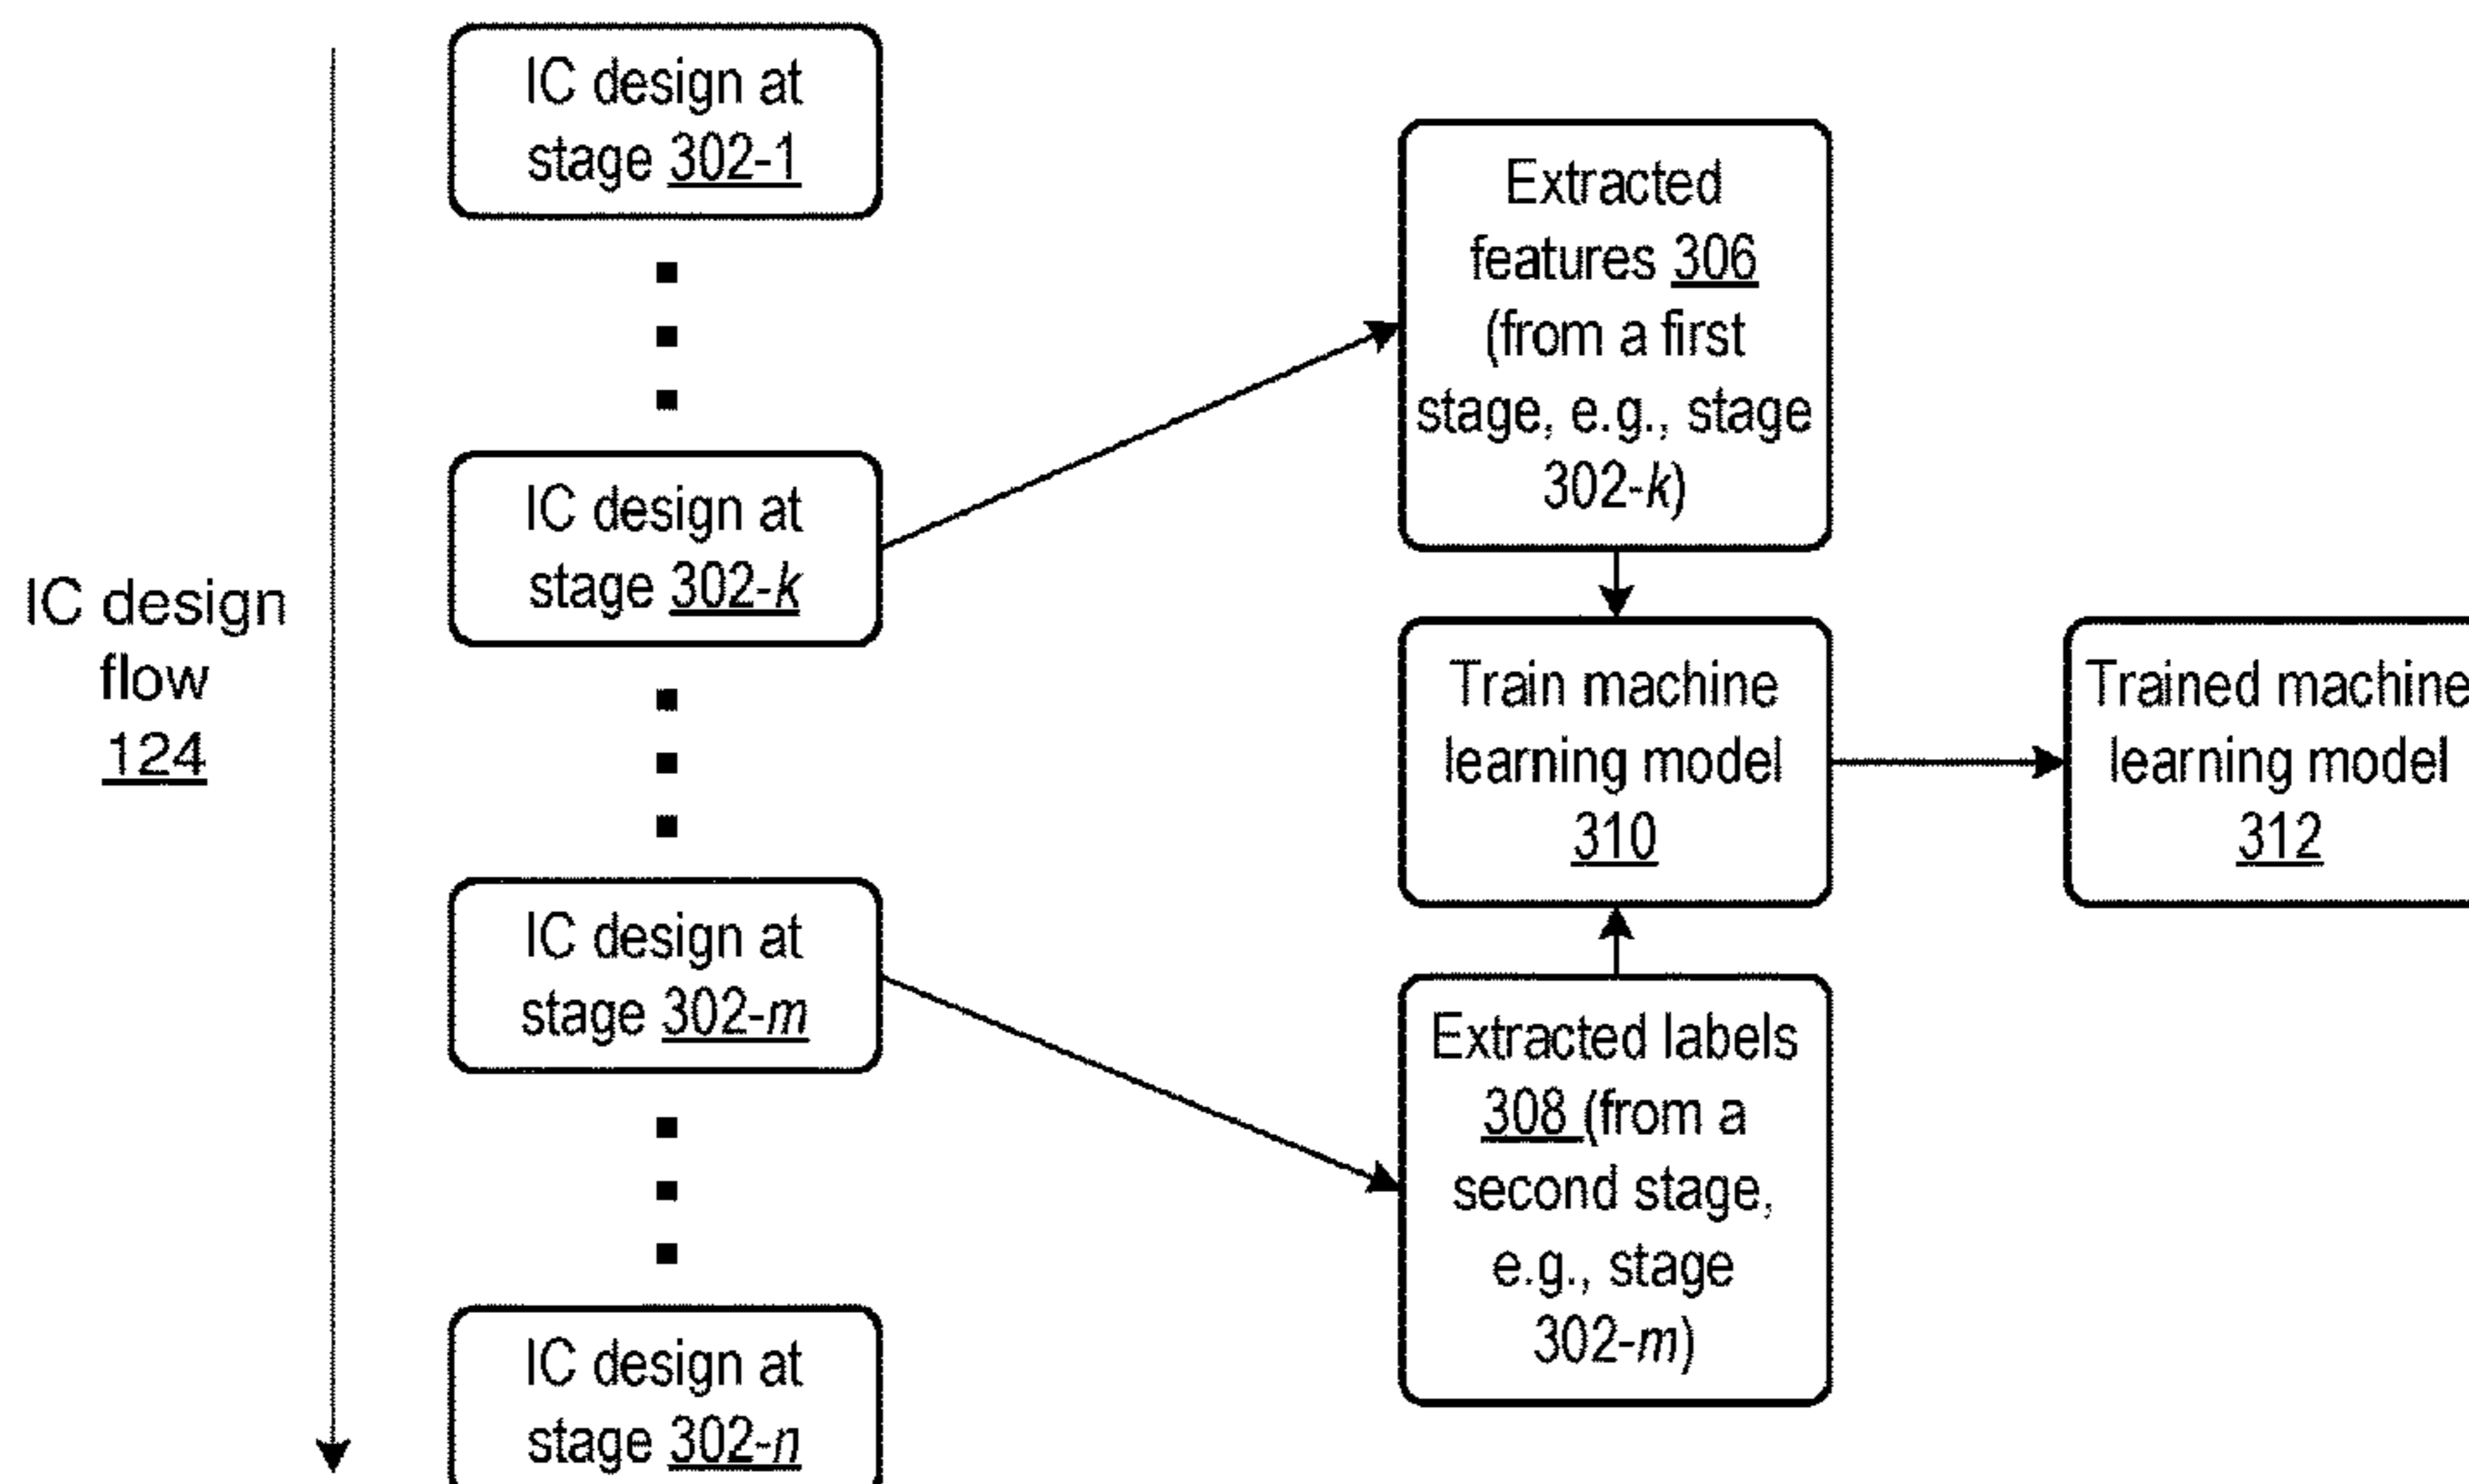 IC design
flow
124
IC design at
stage 302-1
IC design at
stage 302-k
IC design at
stage 302-m
IC design at
stage 302-n
Extracted
features 306
(from a first
stage, e.g., stage
302-k)
Train machine
learning model
310
Extracted labels
308 (from a
second stage,
e.g., stage
302-m)
Trained machine
learning model
312